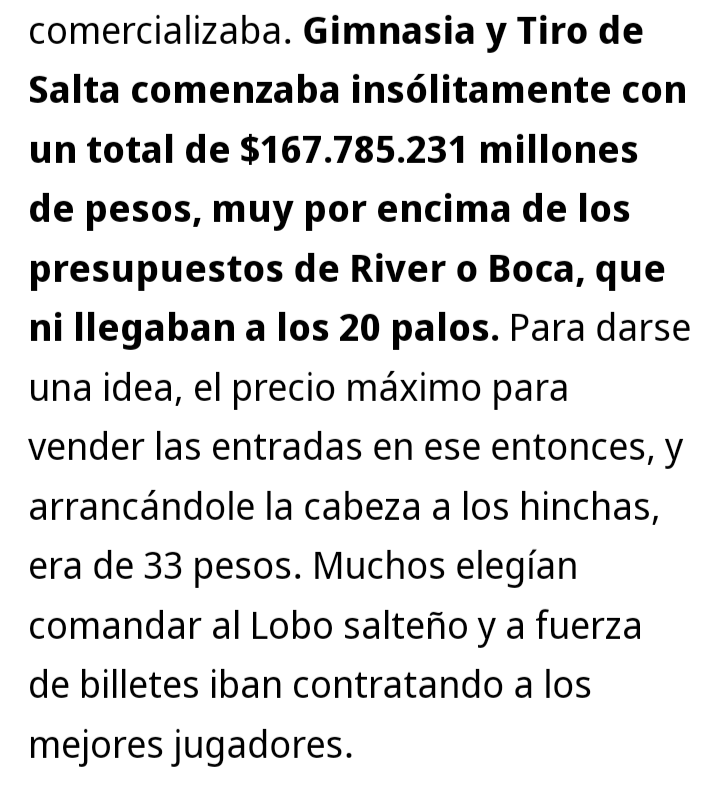 comercializaba. Gimnasia y Tiro de
Salta comenzaba insólitamente con
un total de $167.785.231 millones
de pesos, muy por encima de los
presupuestos de River o Boca, que
ni llegaban a los 20 palos. Para darse
una idea, el precio máximo para
vender las entradas en ese entonces, y
arrancándole la cabeza a los hinchas,
era de 33 pesos. Muchos elegían
comandar al Lobo salteño y a fuerza
de billetes iban contratando a los
mejores jugadores.